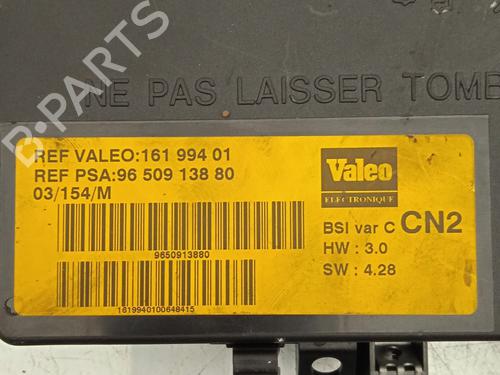 NE PAS LAISSER TOMBE
REF VALEO:161 994 01
REF PSA:96 509 138 80
03/154/M
9650913880
1619940100648415
Valeo
ELECTRONIQUE
BSI var C CN2
HW : 3.0
SW : 4.28
B-PARTS